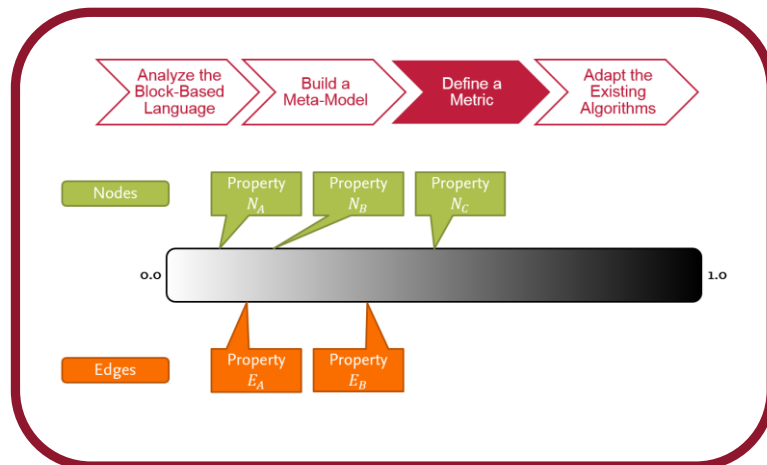 Analyze the
Block-Based
Language
Build a
Meta-Model
Define a
Metric
Adapt the
Existing
Algorithms
Nodes
Property
N_A
Property
N_B
Property
N_C
0.0
1.0
Edges
Property
E_A
Property
E_B